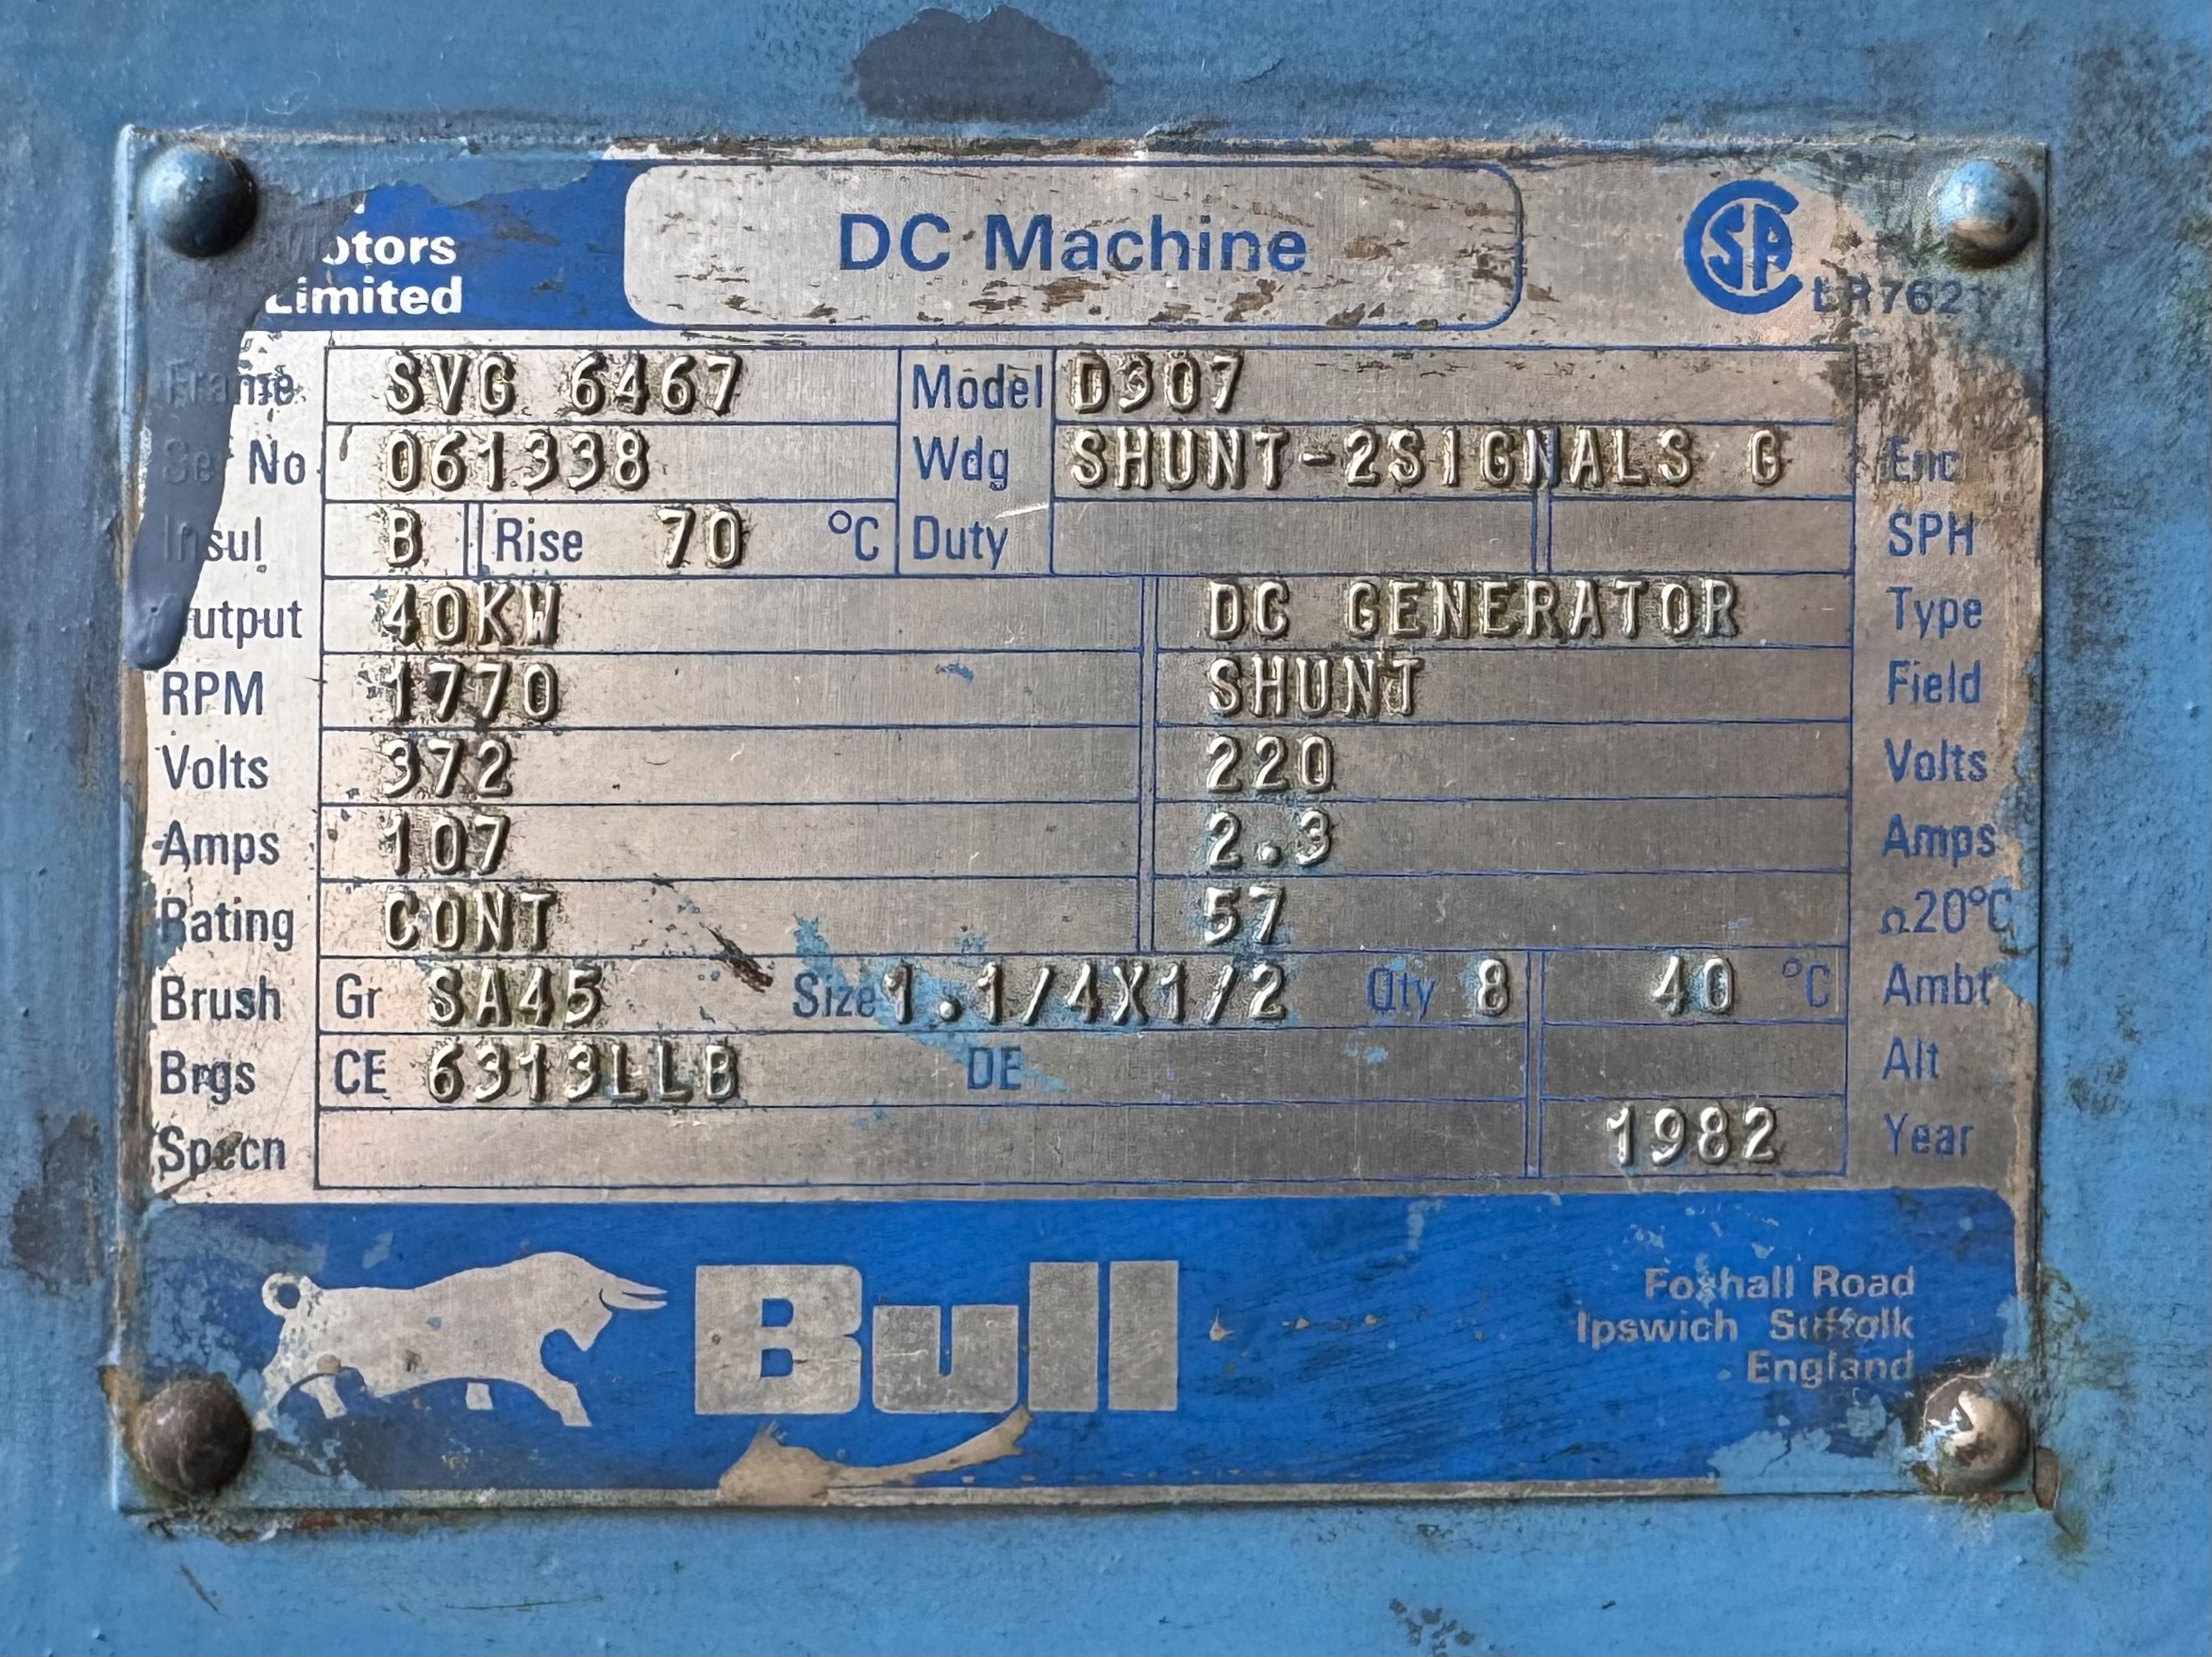 Limited
DC Machine
CSA
Frame SVG 6467 Model D307
Ser No 061338 Wdg SHUNT-2SIGNALS G Enc
Insul B Rise 70 °C Duty SPH
Output 40KW DC GENERATOR Type
RPM 1770 SHUNT Field
Volts 372 220 Volts
Amps 107 2.3 Amps
Rating CONT 57 Ω20°C
Brush Gr SA45 Size 1.1/4X1/2 Qty 8 40 °C Ambt
Brgs CE 6313LLB DE Alt
Specn 1982 Year
Bull
Foxhall Road
Ipswich Suffolk
England